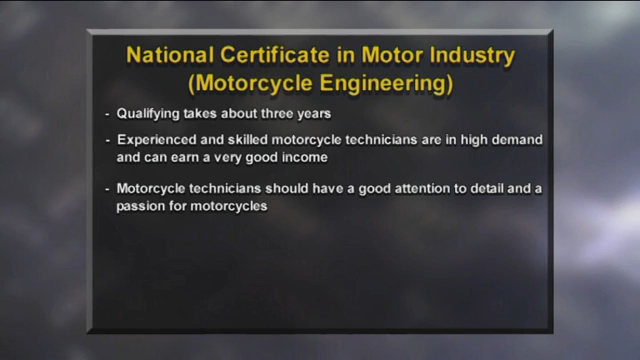 National Certificate in Motor Industry
(Motorcycle Engineering)
- Qualifying takes about three years
- Experienced and skilled motorcycle technicians are in high demand
and can earn a very good income
- Motorcycle technicians should have a good attention to detail and a
passion for motorcycles